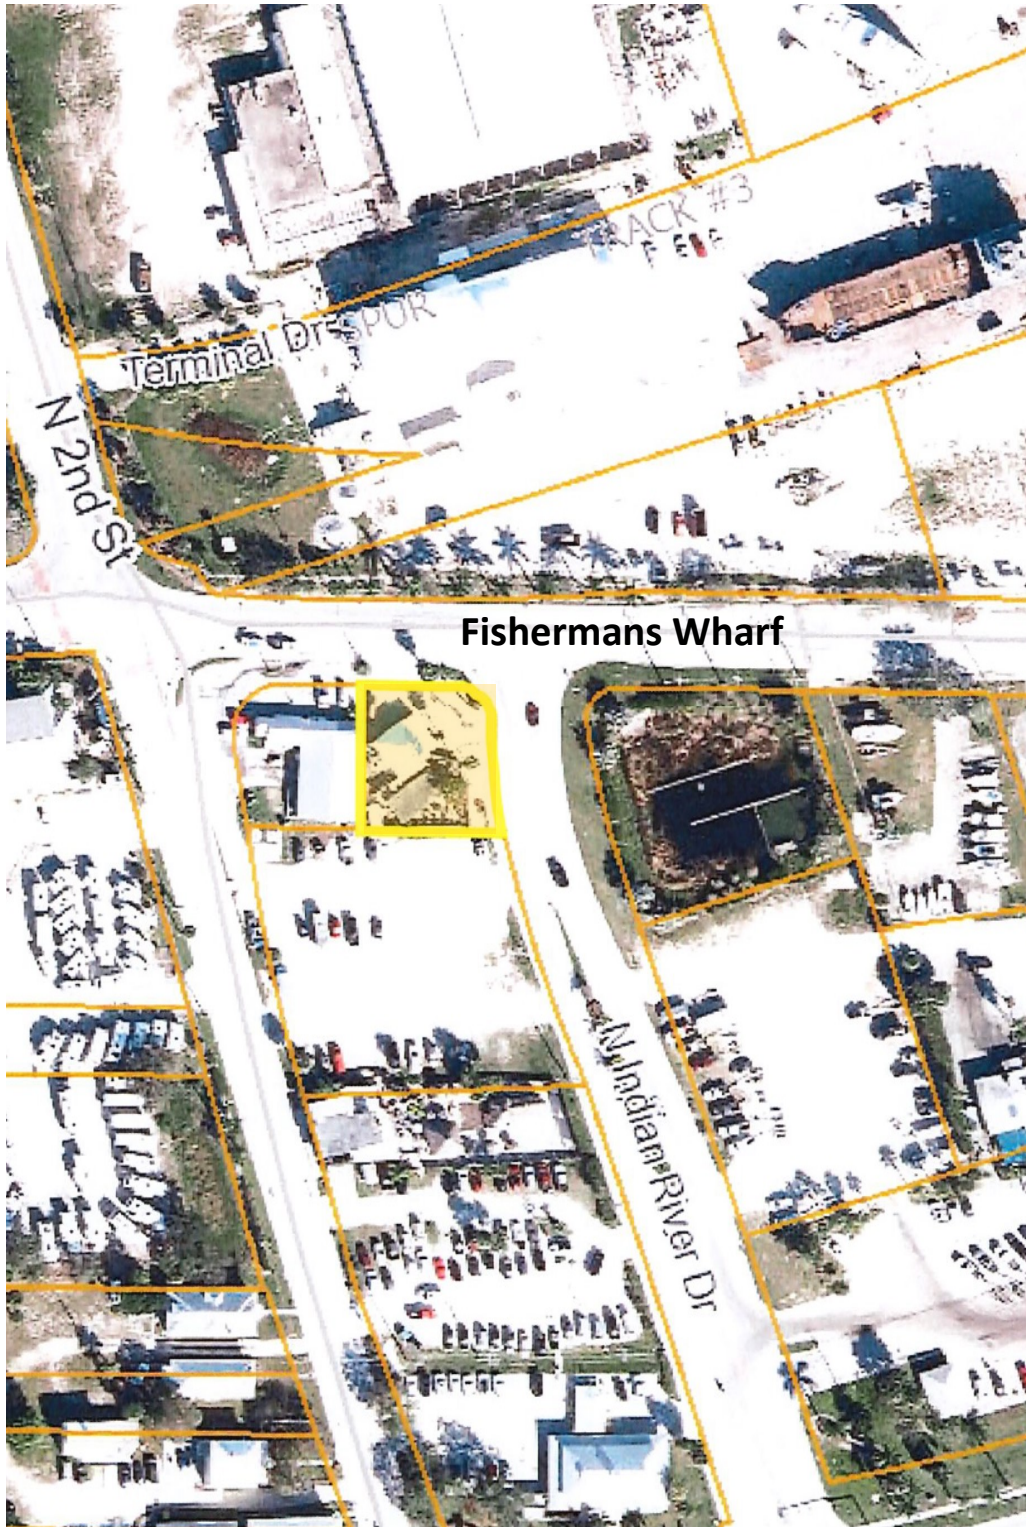 TRACK #3
Terminal Dr SPUR
N 2nd St
Fishermans Wharf
N Indian River Dr